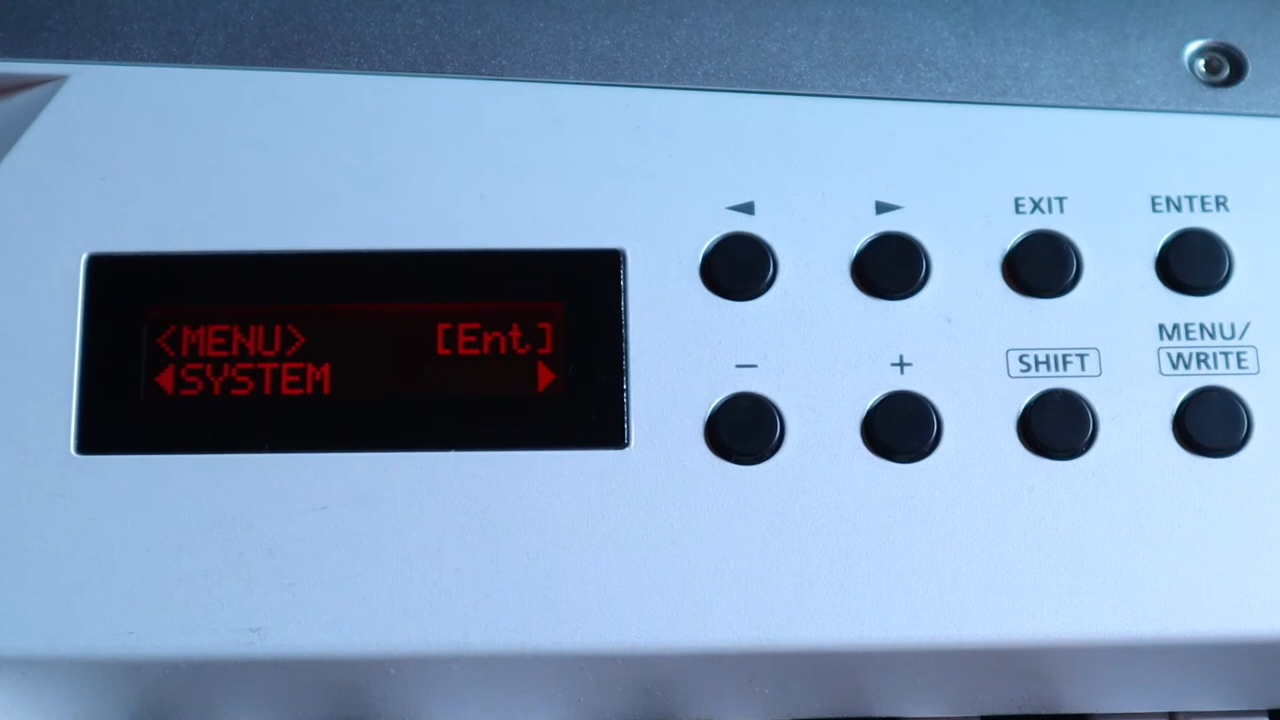 <MENU> [Ent]
◀SYSTEM ▶
◀ ▶ EXIT ENTER
− + SHIFT MENU/
WRITE